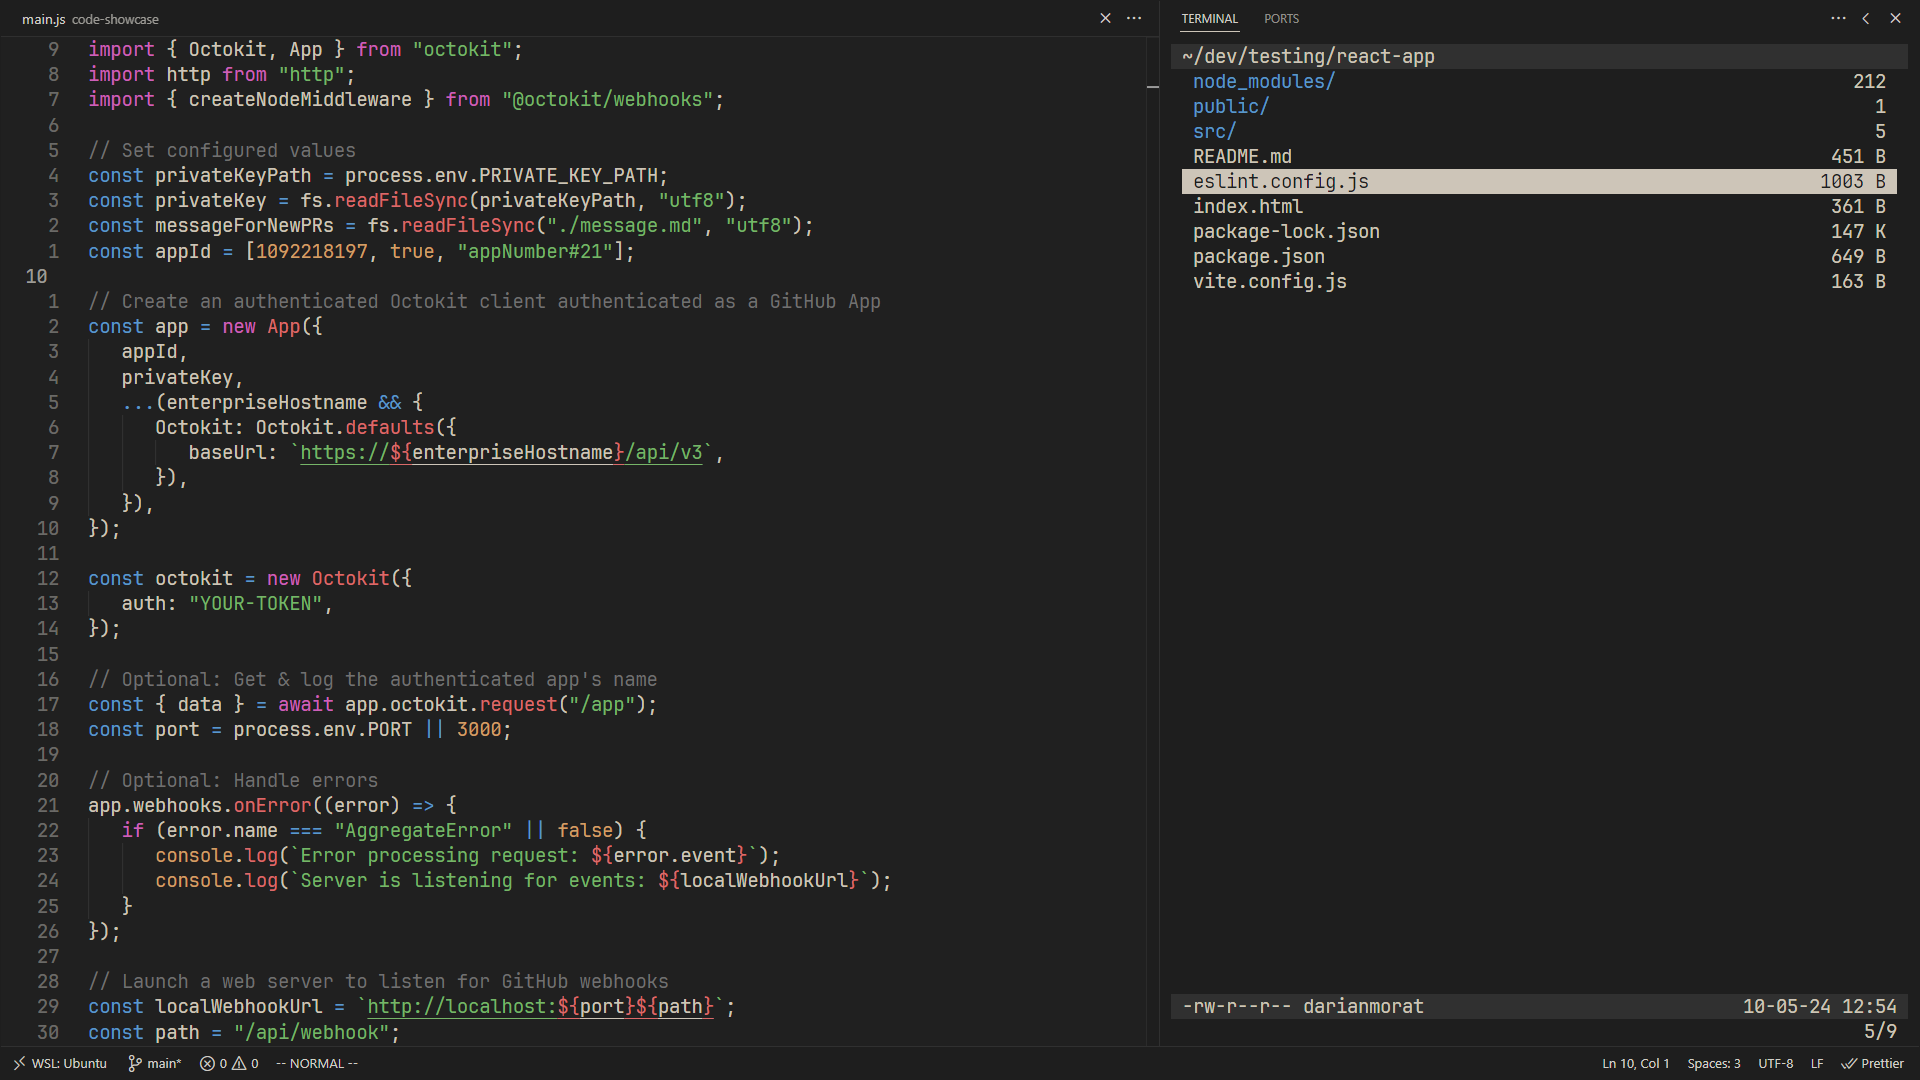 main.js code-showcase
9 import { Octokit, App } from "octokit";
8 import http from "http";
7 import { createNodeMiddleware } from "@octokit/webhooks";
6
5 // Set configured values
4 const privateKeyPath = process.env.PRIVATE_KEY_PATH;
3 const privateKey = fs.readFileSync(privateKeyPath, "utf8");
2 const messageForNewPRs = fs.readFileSync("./message.md", "utf8");
1 const appId = [1092218197, true, "appNumber#21"];
10
1 // Create an authenticated Octokit client authenticated as a GitHub App
2 const app = new App({
3 appId,
4 privateKey,
5 ...(enterpriseHostname && {
6 Octokit: Octokit.defaults({
7 baseUrl: `https://${enterpriseHostname}/api/v3`,
8 }),
9 }),
10 });
11
12 const octokit = new Octokit({
13 auth: "YOUR-TOKEN",
14 });
15
16 // Optional: Get & log the authenticated app's name
17 const { data } = await app.octokit.request("/app");
18 const port = process.env.PORT || 3000;
19
20 // Optional: Handle errors
21 app.webhooks.onError((error) => {
22 if (error.name === "AggregateError" || false) {
23 console.log(`Error processing request: ${error.event}`);
24 console.log(`Server is listening for events: ${localWebhookUrl}`);
25 }
26 });
27
28 // Launch a web server to listen for GitHub webhooks
29 const localWebhookUrl = `http://localhost:${port}${path}`;
30 const path = "/api/webhook";
TERMINAL PORTS
~/dev/testing/react-app
node_modules/ 212
public/ 1
src/ 5
README.md 451 B
eslint.config.js 1003 B
index.html 361 B
package-lock.json 147 K
package.json 649 B
vite.config.js 163 B
-rw-r--r-- darianmorat 10-05-24 12:54
5/9
WSL: Ubuntu main* 0 0 -- NORMAL -- Ln 10, Col 1 Spaces: 3 UTF-8 LF Prettier